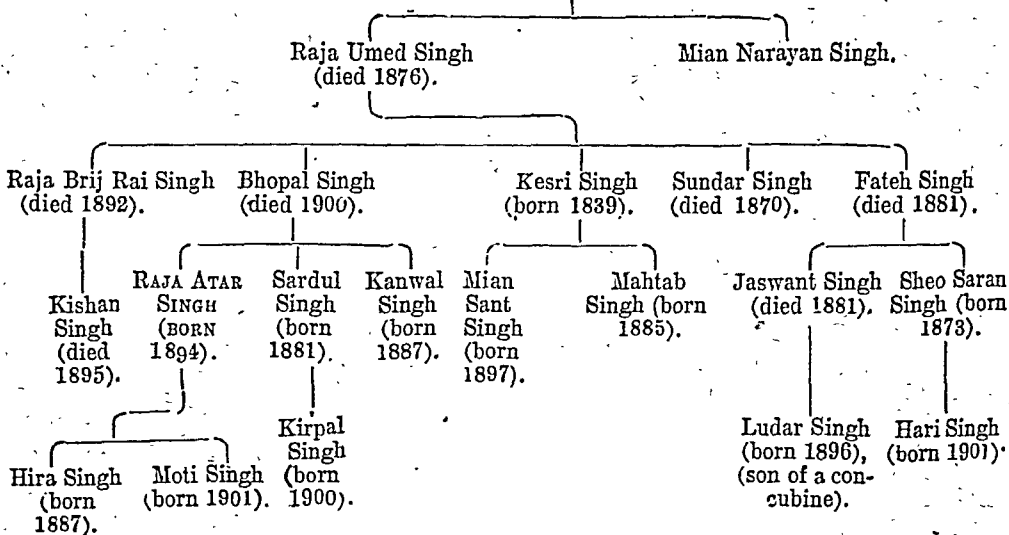 Raja Umed Singh
(died 1876).
Mian Narayan Singh.
Raja Brij Rai Singh
(died 1892).
Bhopal Singh
(died 1900).
Kesri Singh
(born 1839).
Sundar Singh
(died 1870).
Fateh Singh
(died 1881).
Kishan
Singh
(died
1895).
RAJA ATAR
SINGH
(BORN
1894).
Sardul
Singh
(born
1881).
Kanwal
Singh
(born
1887).
Mian
Sant
Singh
(born
1897).
Mahtab
Singh (born
1885).
Jaswant Singh
(died 1881).
Sheo Saran
Singh (born
1873).
Hira Singh
(born
1887).
Moti Singh
(born 1901).
Kirpal
Singh
(born
1900).
Ludar Singh
(born 1896),
(son of a con-
cubine).
Hari Singh
(born 1901).